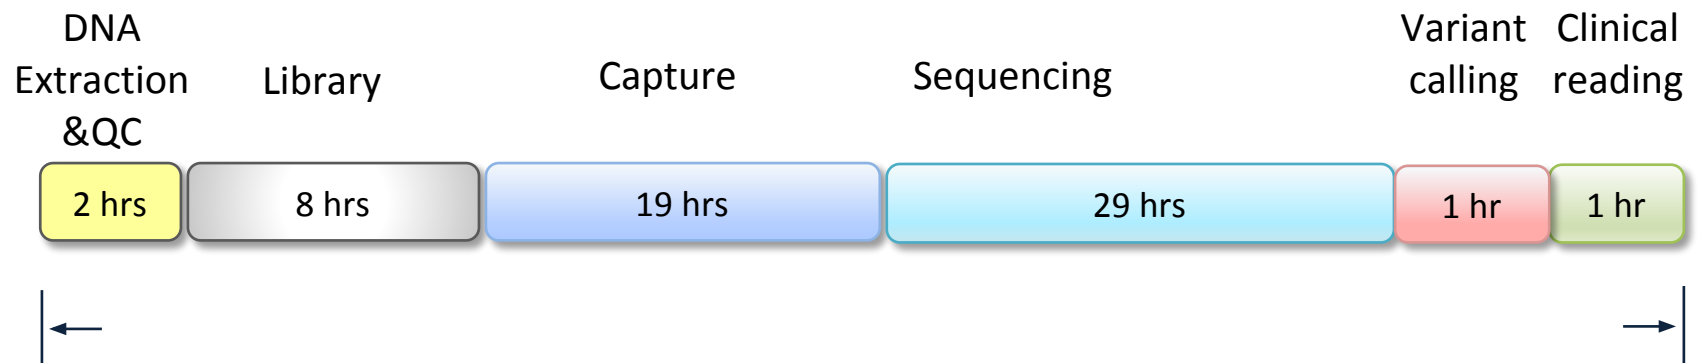 DNA
Extraction
&QC
Library
Capture
Sequencing
Variant
calling
Clinical
reading
2 hrs
8 hrs
19 hrs
29 hrs
1 hr
1 hr